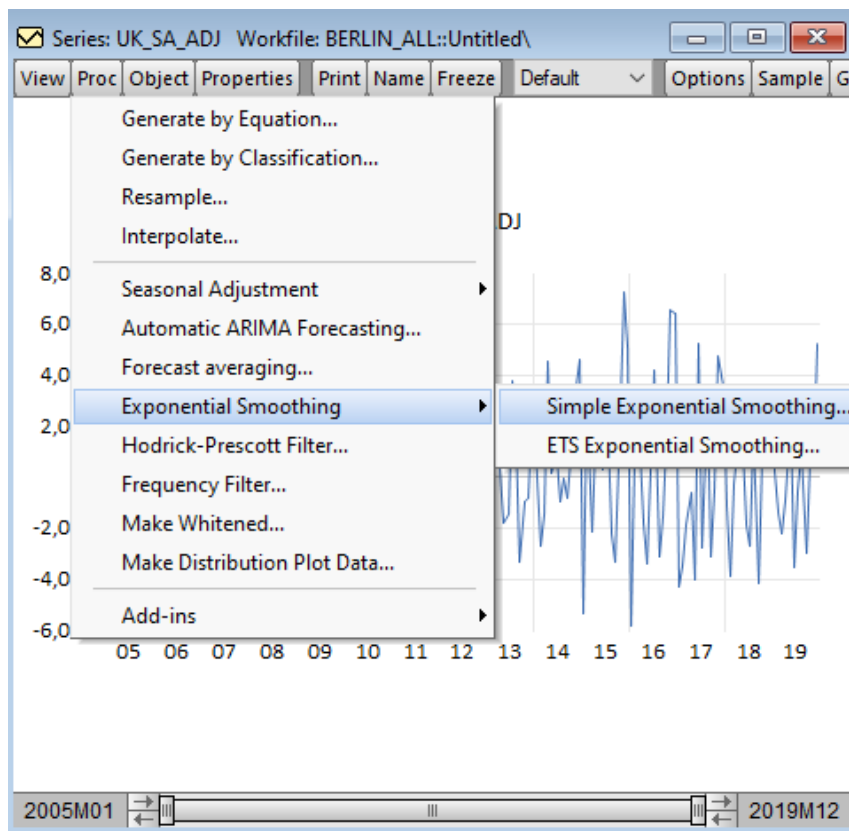 Series: UK_SA_ADJ Workfile: BERLIN_ALL::Untitled\
View Proc Object Properties Print Name Freeze Default Options Sample G
Generate by Equation...
Generate by Classification...
Resample...
Interpolate...
DJ
Seasonal Adjustment
Automatic ARIMA Forecasting...
Forecast averaging...
Exponential Smoothing
Hodrick-Prescott Filter...
Frequency Filter...
Make Whitened...
Make Distribution Plot Data...
Add-ins
Simple Exponential Smoothing...
ETS Exponential Smoothing...
8,0
6,0
4,0
2,0
-2,0
-4,0
-6,0
05 06 07 08 09 10 11 12 13 14 15 16 17 18 19
2005M01 2019M12